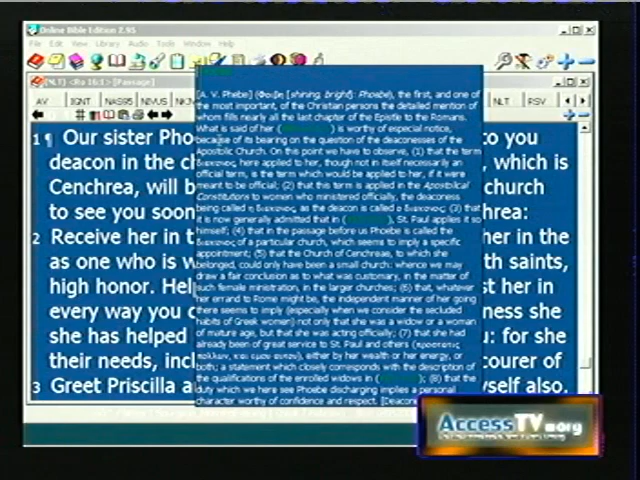 Online Bible Edition 2.95
File Edit View Library Audio Tools Window Help
(NLT) <Ro 16:1> [Passage]
AV IGNT NAS95 NIVUS NKJV NLT RSV
1 ¶ Our sister Pho
deacon in the ch
Cenchrea, will b
to see you soon
2 Receive her in t
as one who is w
high honor. Hel
every way you c
she has helped
their needs, incl
3 Greet Priscilla a
[A. V. Phebe] (Φοιβη [shining, bright]: Phoebe), the first, and one of
the most important, of the Christian persons the detailed mention of
whom fills nearly all the last chapter of the Epistle to the Romans.
What is said of her ( ) is worthy of especial notice,
because of its bearing on the question of the deaconesses of the
Apostolic Church. On this point we have to observe, (1) that the term
διακονος, here applied to her, though not in itself necessarily an
official term, is the term which would be applied to her, if it were
meant to be official; (2) that this term is applied in the Apostolical
Constitutions to women who ministered officially, the deaconess
being called η διακονος, as the deacon is called ο διακονος; (3) that
it is now generally admitted that in ( ), St. Paul applies it so
himself; (4) that in the passage before us Phoebe is called the
διακονος of a particular church, which seems to imply a specific
appointment; (5) that the Church of Cenchreae, to which she
belonged, could only have been a small church: whence we may
draw a fair conclusion as to what was customary, in the matter of
such female ministration, in the larger churches; (6) that, whatever
her errand to Rome might be, the independent manner of her going
there seems to imply (especially when we consider the secluded
habits of Greek women) not only that she was a widow or a woman
of mature age, but that she was acting officially; (7) that she had
already been of great service to St. Paul and others (προστατις
πολλων, και εμου αυτου), either by her wealth or her energy, or
both; a statement which closely corresponds with the description of
the qualifications of the enrolled widows in ( ); (8) that the
duty which we here see Phoebe discharging implies a personal
character worthy of confidence and respect. [Deacon
to you
, which is
church
hrea:
her in the
th saints,
st her in
ness she
u: for she
courer of
yself also.
AccessTV.org